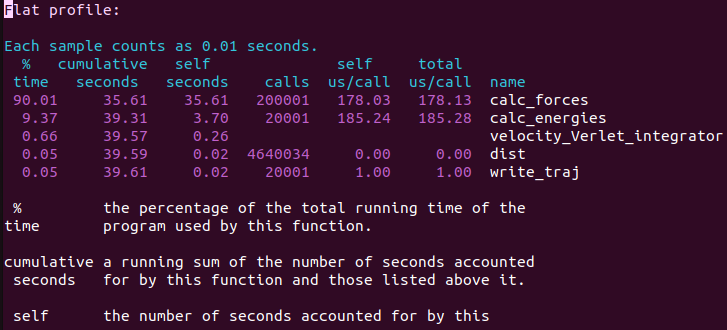 Flat profile:
Each sample counts as 0.01 seconds.
% cumulative self self total
time seconds seconds calls us/call us/call name
90.01 35.61 35.61 200001 178.03 178.13 calc_forces
9.37 39.31 3.70 20001 185.24 185.28 calc_energies
0.66 39.57 0.26 velocity_Verlet_integrator
0.05 39.59 0.02 4640034 0.00 0.00 dist
0.05 39.61 0.02 20001 1.00 1.00 write_traj
% the percentage of the total running time of the
time program used by this function.
cumulative a running sum of the number of seconds accounted
seconds for by this function and those listed above it.
self the number of seconds accounted for by this